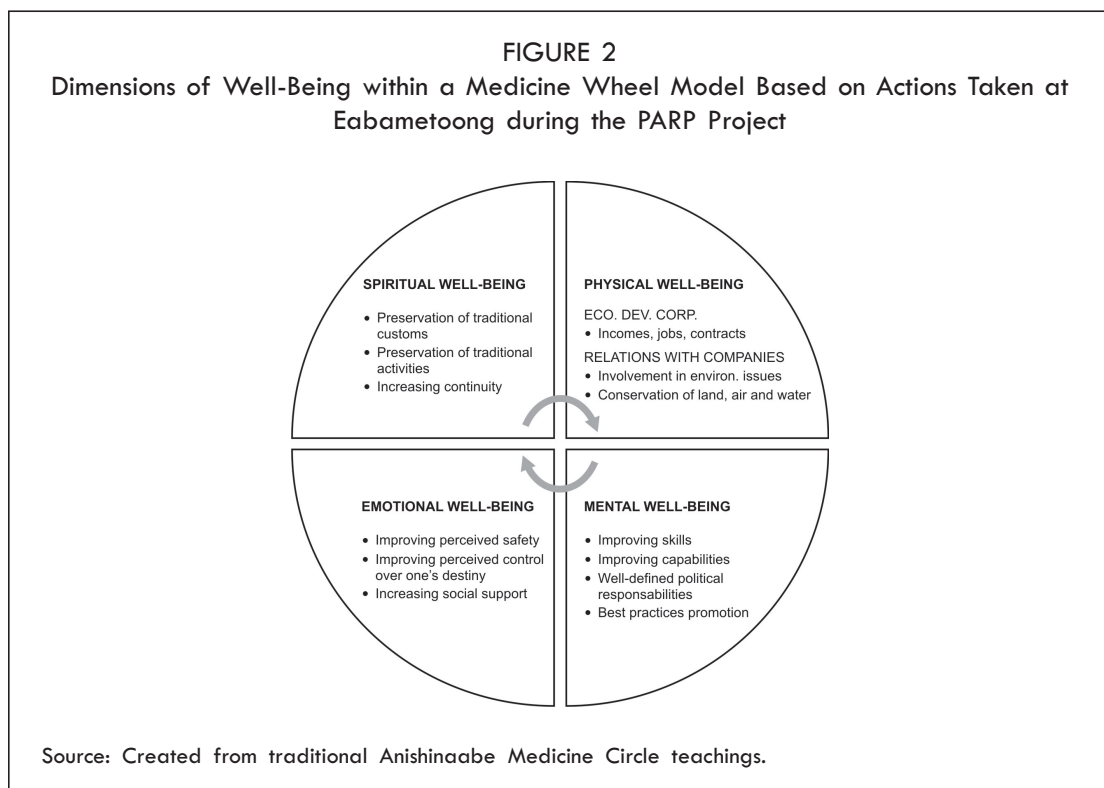 FIGURE 2
Dimensions of Well-Being within a Medicine Wheel Model Based on Actions Taken at
Eabametoong during the PARP Project
SPIRITUAL WELL-BEING
• Preservation of traditional
customs
• Preservation of traditional
activities
• Increasing continuity
PHYSICAL WELL-BEING
ECO. DEV. CORP.
• Incomes, jobs, contracts
RELATIONS WITH COMPANIES
• Involvement in environ. issues
• Conservation of land, air and water
EMOTIONAL WELL-BEING
• Improving perceived safety
• Improving perceived control
over one's destiny
• Increasing social support
MENTAL WELL-BEING
• Improving skills
• Improving capabilities
• Well-defined political
responsabilities
• Best practices promotion
Source: Created from traditional Anishinaabe Medicine Circle teachings.